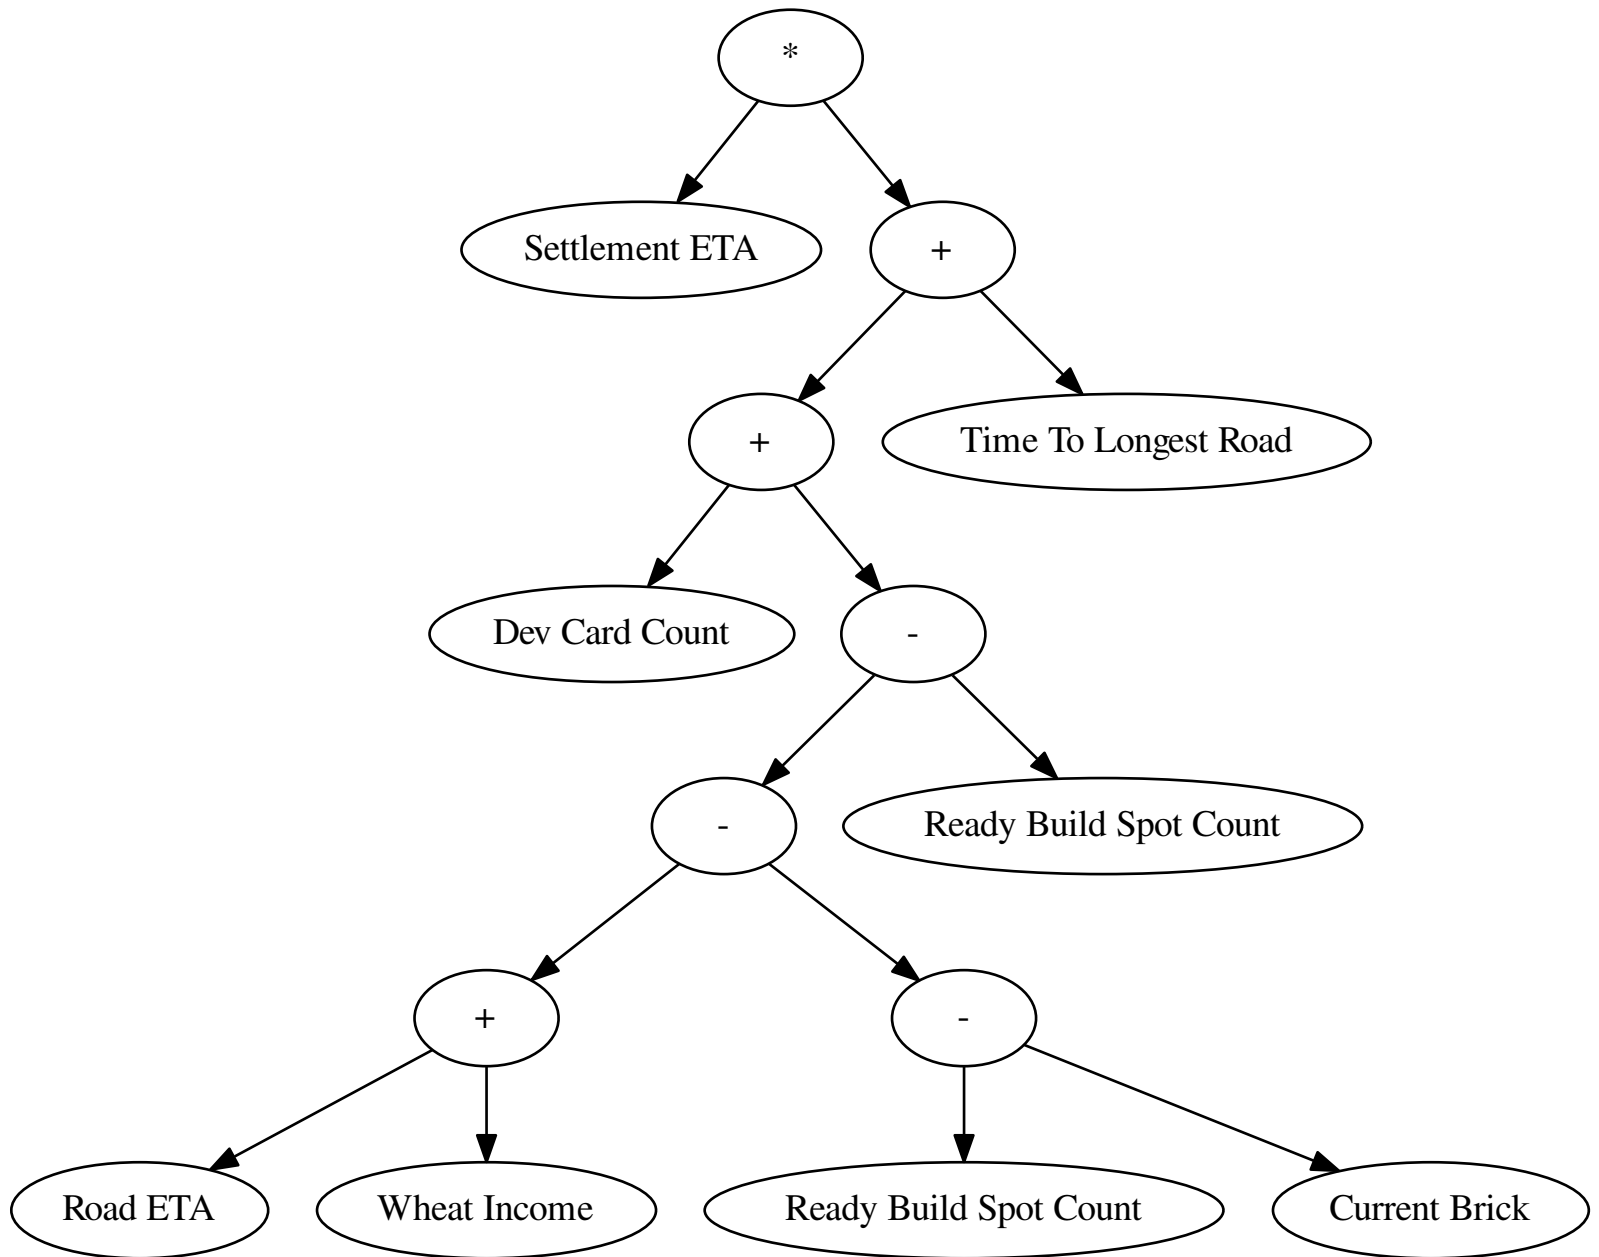 *
Settlement ETA
+
+
Time To Longest Road
Dev Card Count
-
-
Ready Build Spot Count
+
-
Road ETA
Wheat Income
Ready Build Spot Count
Current Brick